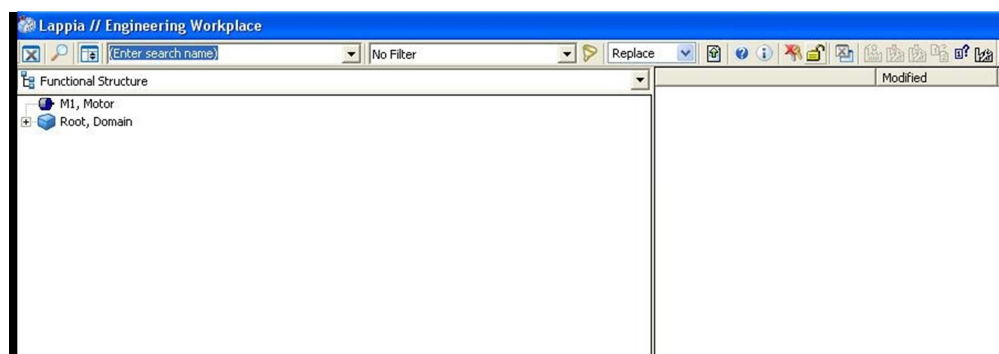 Lappia // Engineering Workplace
(Enter search name) No Filter Replace
Functional Structure Modified
M1, Motor
Root, Domain